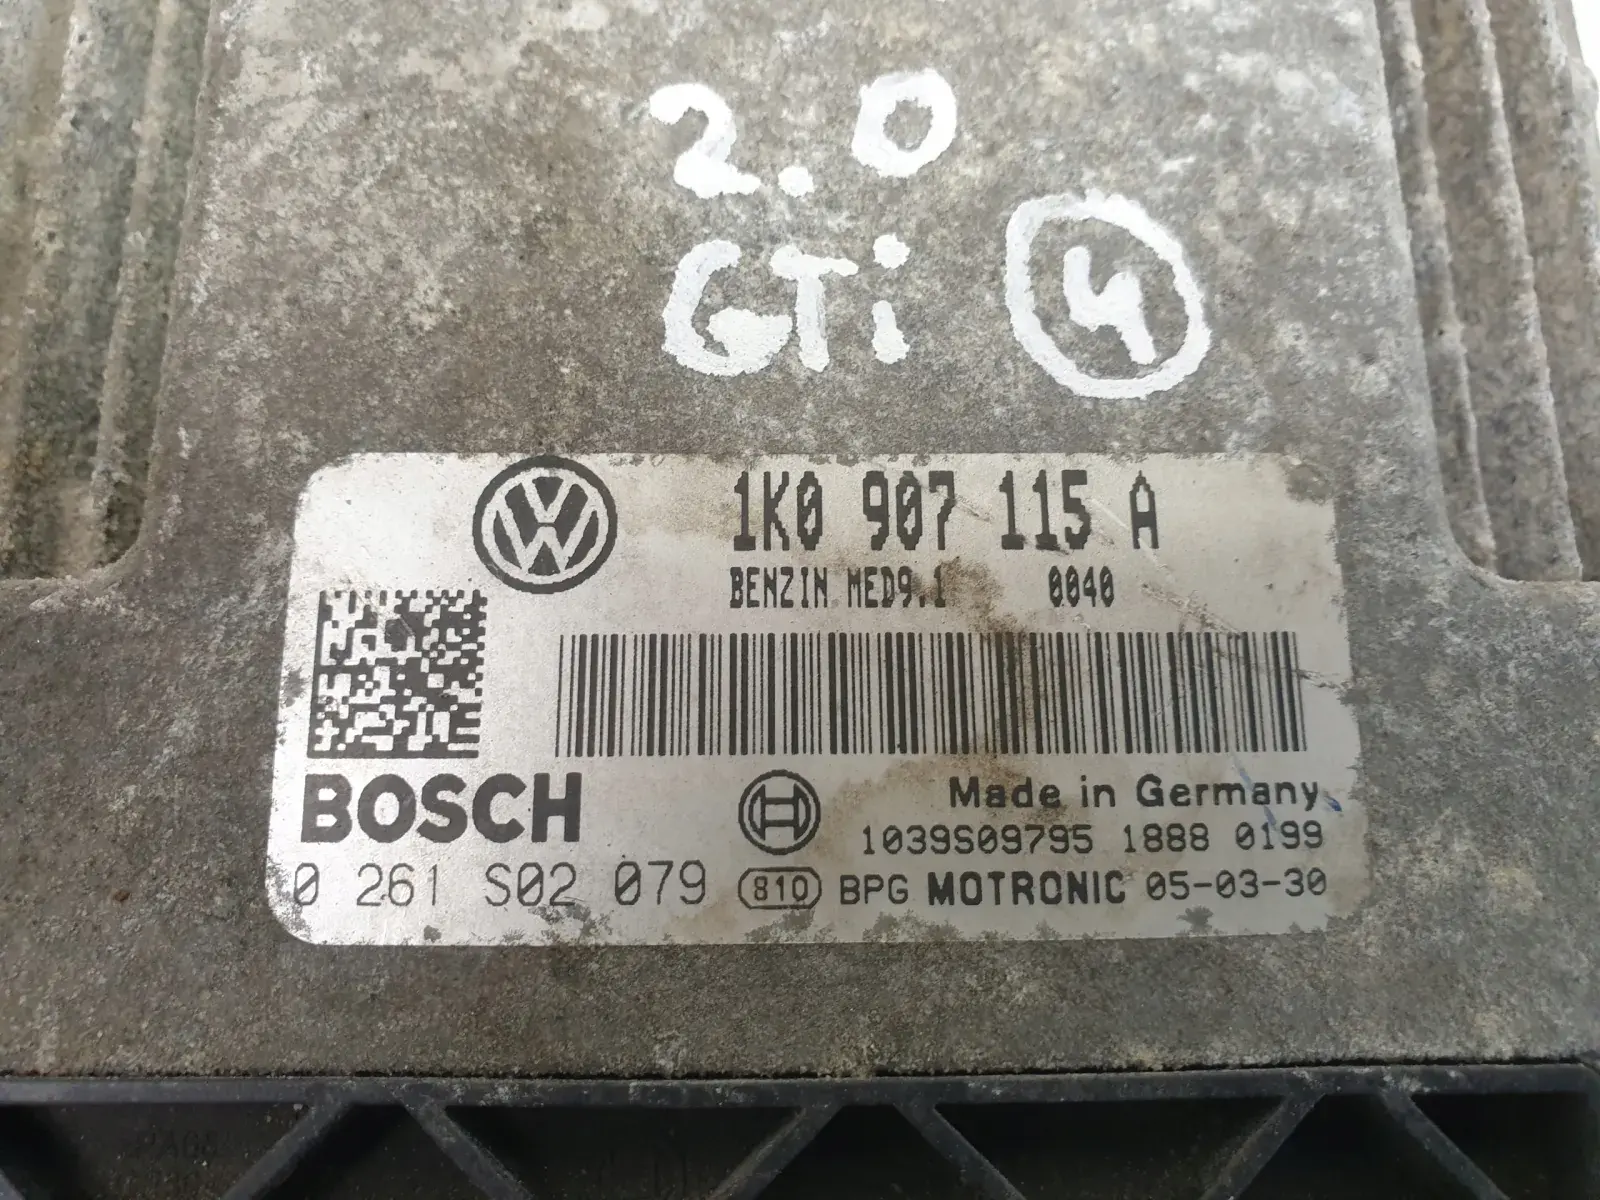 2.0
GTi 4
1K0 907 115 A
BENZIN MED9.1 0040
BOSCH
Made in Germany
1039S09795 1888 0199
0 261 S02 079 810 BPG MOTRONIC 05-03-30